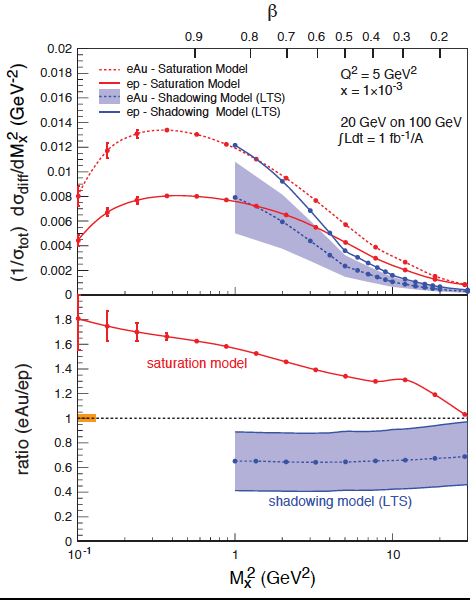 β
0.9 0.8 0.7 0.6 0.5 0.4 0.3 0.2
0.02
0.018
0.016
0.014
0.012
0.01
0.008
0.006
0.004
0.002
0
(1/σtot) dσdiff/dMx² (GeV⁻²)
eAu - Saturation Model
ep - Saturation Model
eAu - Shadowing Model (LTS)
ep - Shadowing Model (LTS)
Q² = 5 GeV²
x = 1×10⁻³
20 GeV on 100 GeV
∫Ldt = 1 fb⁻¹/A
1.8
1.6
1.4
1.2
1
0.8
0.6
0.4
0.2
0
ratio (eAu/ep)
saturation model
shadowing model (LTS)
10⁻¹ 1 10
Mx² (GeV²)